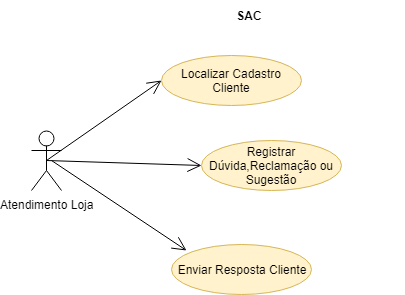 SAC
Localizar Cadastro
Cliente
Registrar
Dúvida,Reclamação ou
Sugestão
Atendimento Loja
Enviar Resposta Cliente